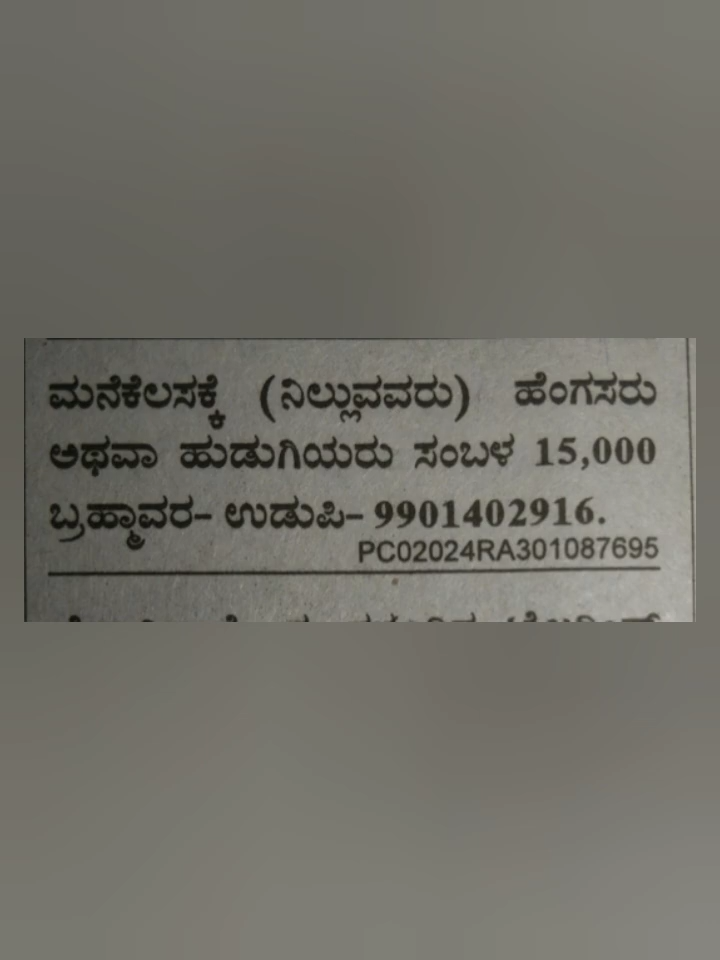 ಮನೆಕೆಲಸಕ್ಕೆ (ನಿಲ್ಲುವವರು) ಹೆಂಗಸರು
ಅಥವಾ ಹುಡುಗಿಯರು ಸಂಬಳ 15,000
ಬ್ರಹ್ಮಾವರ- ಉಡುಪಿ- 9901402916.
PC02024RA301087695